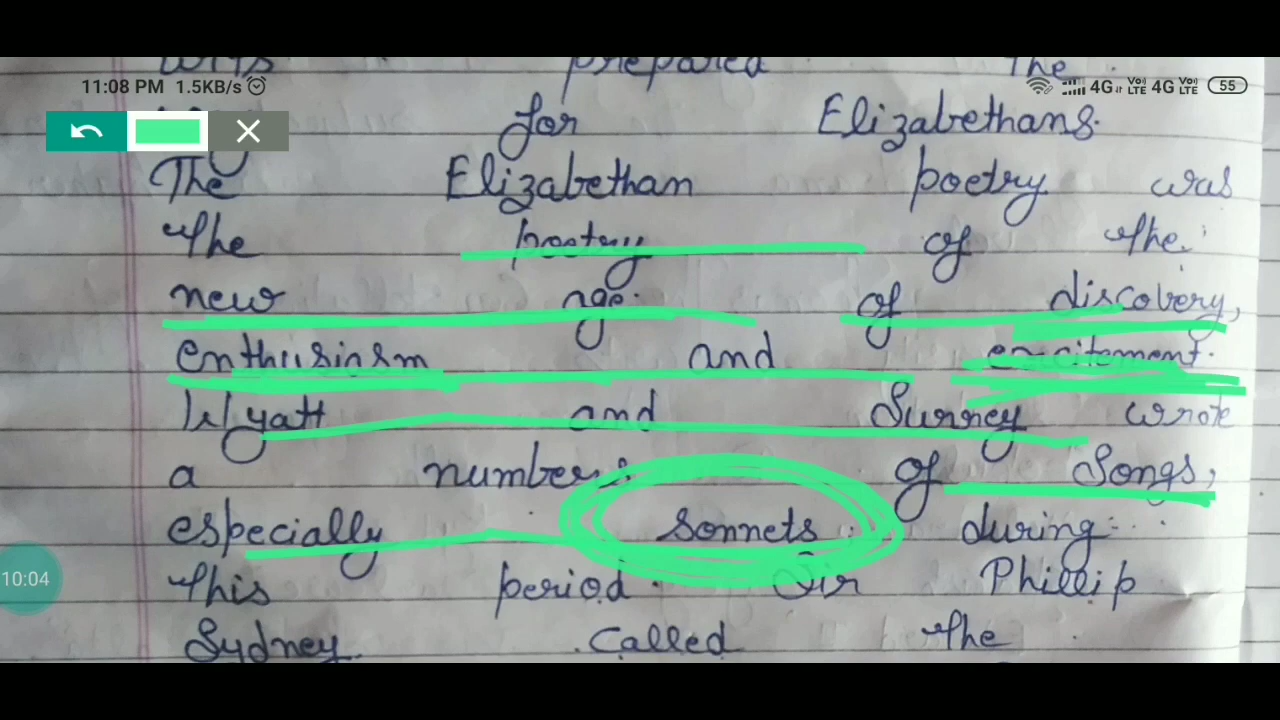 11:08 PM 1.5KB/s 4G VoLTE 4G VoLTE 55
prepared The
for Elizabethans.
The Elizabethan poetry was
The poetry of the
new age of discovery,
enthusiasm and excitement.
Wyatt and Surrey wrote
a number of Songs,
especially sonnets during
this period. Sir Phillip
Sydney called the
10:04